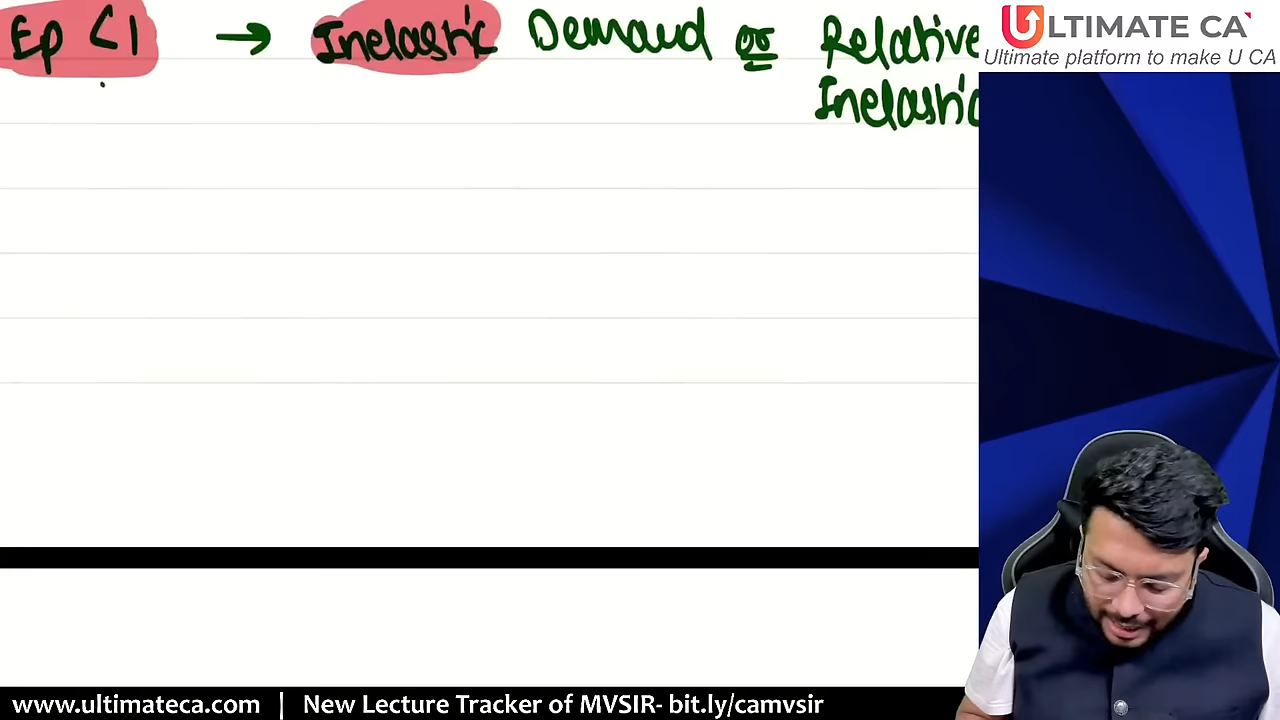 Ep <1 → Inelastic Demand or Relative
Inelastic
ULTIMATE CA
Ultimate platform to make U CA
www.ultimateca.com | New Lecture Tracker of MVSIR- bit.ly/camvsir